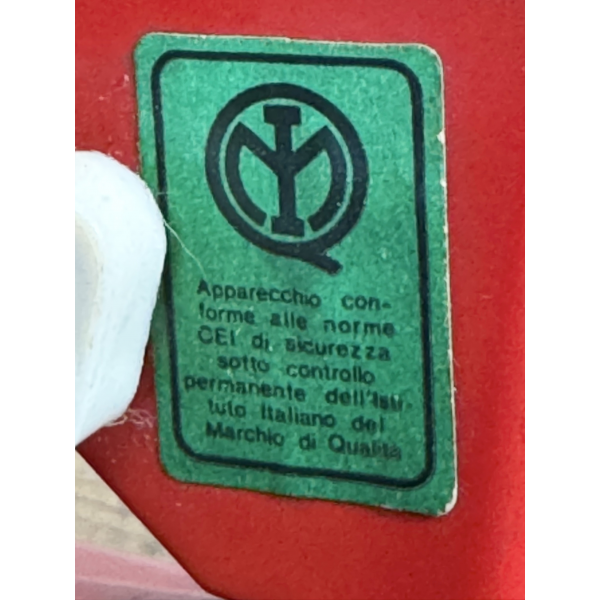 IMQ
Apparecchio con-
forme alle norme
CEI di sicurezza
sotto controllo
permanente dell'Isti-
tuto Italiano del
Marchio di Qualità